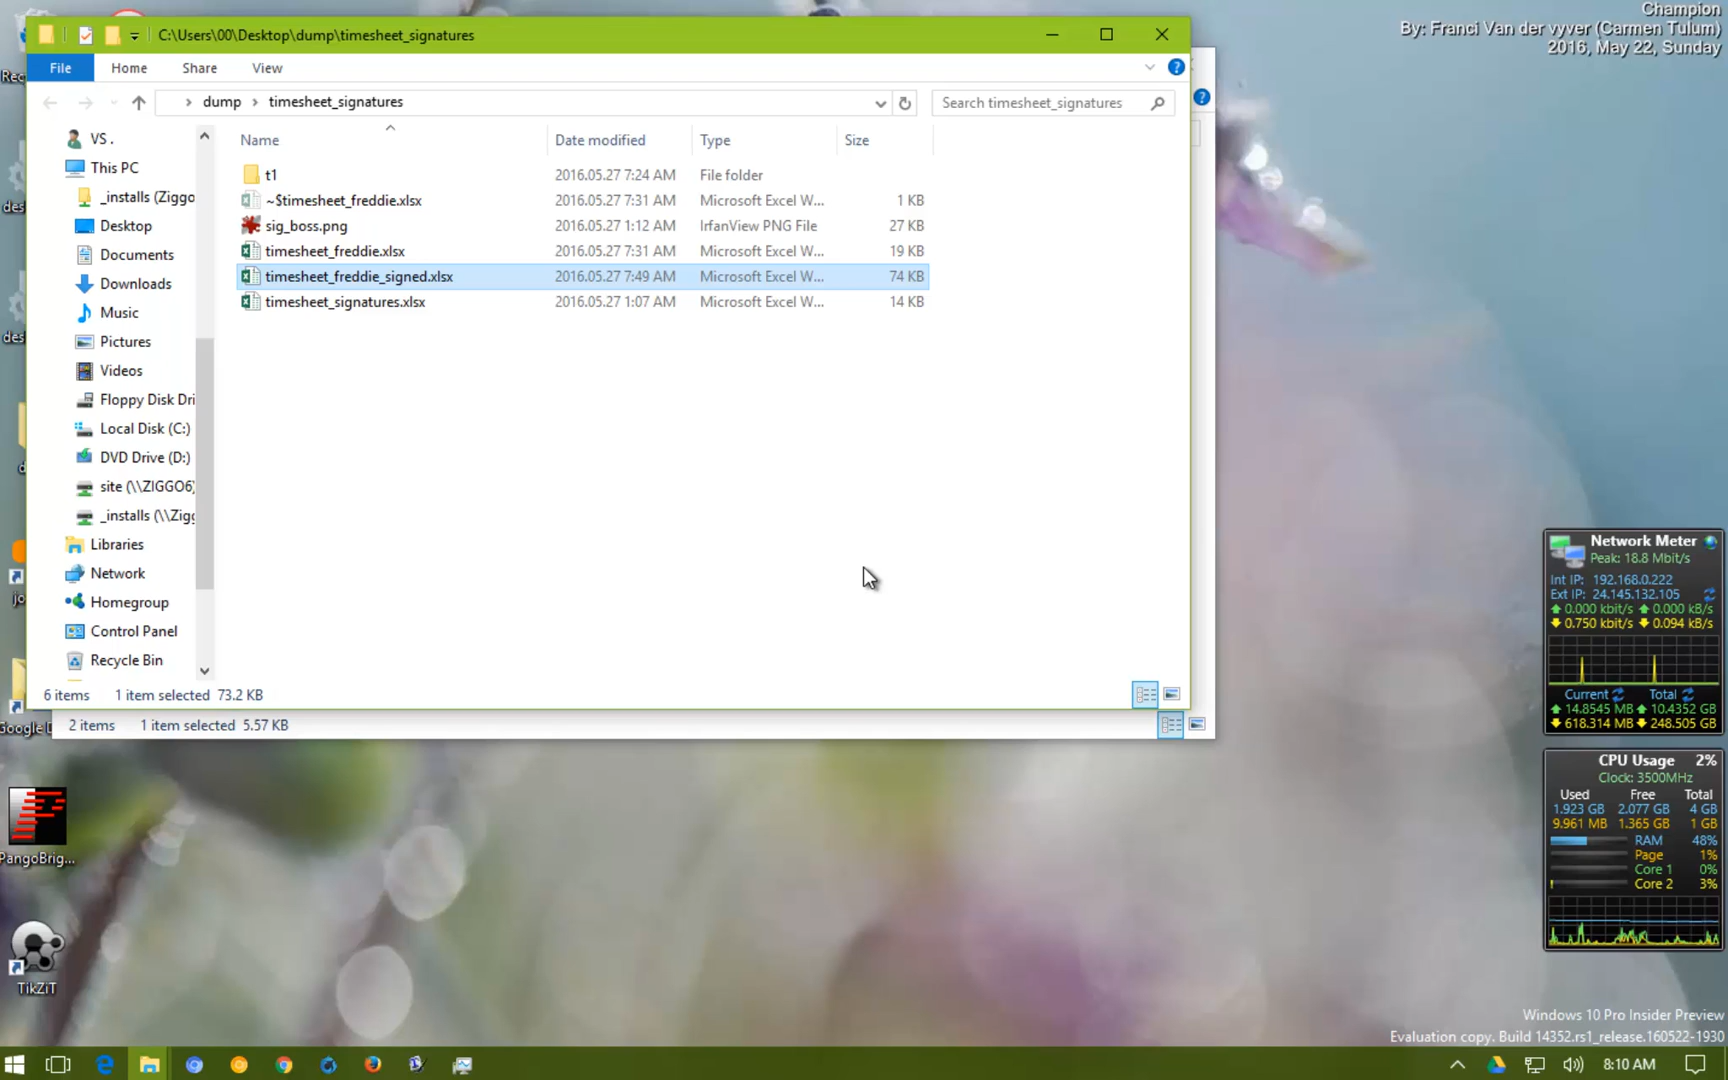 Champion
By: Franci Van der vyver (Carmen Tulum)
2016, May 22, Sunday
C:\Users\00\Desktop\dump\timesheet_signatures
File Home Share View
dump timesheet_signatures
Search timesheet_signatures
Name Date modified Type Size
t1 2016.05.27 7:24 AM File folder
~$timesheet_freddie.xlsx 2016.05.27 7:31 AM Microsoft Excel W... 1 KB
sig_boss.png 2016.05.27 1:12 AM IrfanView PNG File 27 KB
timesheet_freddie.xlsx 2016.05.27 7:31 AM Microsoft Excel W... 19 KB
timesheet_freddie_signed.xlsx 2016.05.27 7:49 AM Microsoft Excel W... 74 KB
timesheet_signatures.xlsx 2016.05.27 1:07 AM Microsoft Excel W... 14 KB
VS .
This PC
_installs (Ziggo
Desktop
Documents
Downloads
Music
Pictures
Videos
Floppy Disk Dri
Local Disk (C:)
DVD Drive (D:)
site (\\ZIGGO6)
_installs (\\Zigg
Libraries
Network
Homegroup
Control Panel
Recycle Bin
6 items 1 item selected 73.2 KB
2 items 1 item selected 5.57 KB
Rec
des
des
d
jo
Google D
PangoBrig...
TikZiT
Network Meter
Peak: 18.8 Mbit/s
Int IP: 192.168.0.222
Ext IP: 24.145.132.105
0.000 kbit/s 0.000 kB/s
0.750 kbit/s 0.094 kB/s
Current Total
14.8545 MB 10.4352 GB
618.314 MB 248.505 GB
CPU Usage 2%
Clock: 3500MHz
Used Free Total
1.923 GB 2.077 GB 4 GB
9.961 MB 1.365 GB 1 GB
RAM 48%
Page 1%
Core 1 0%
Core 2 3%
Windows 10 Pro Insider Preview
Evaluation copy. Build 14352.rs1_release.160522-1930
8:10 AM